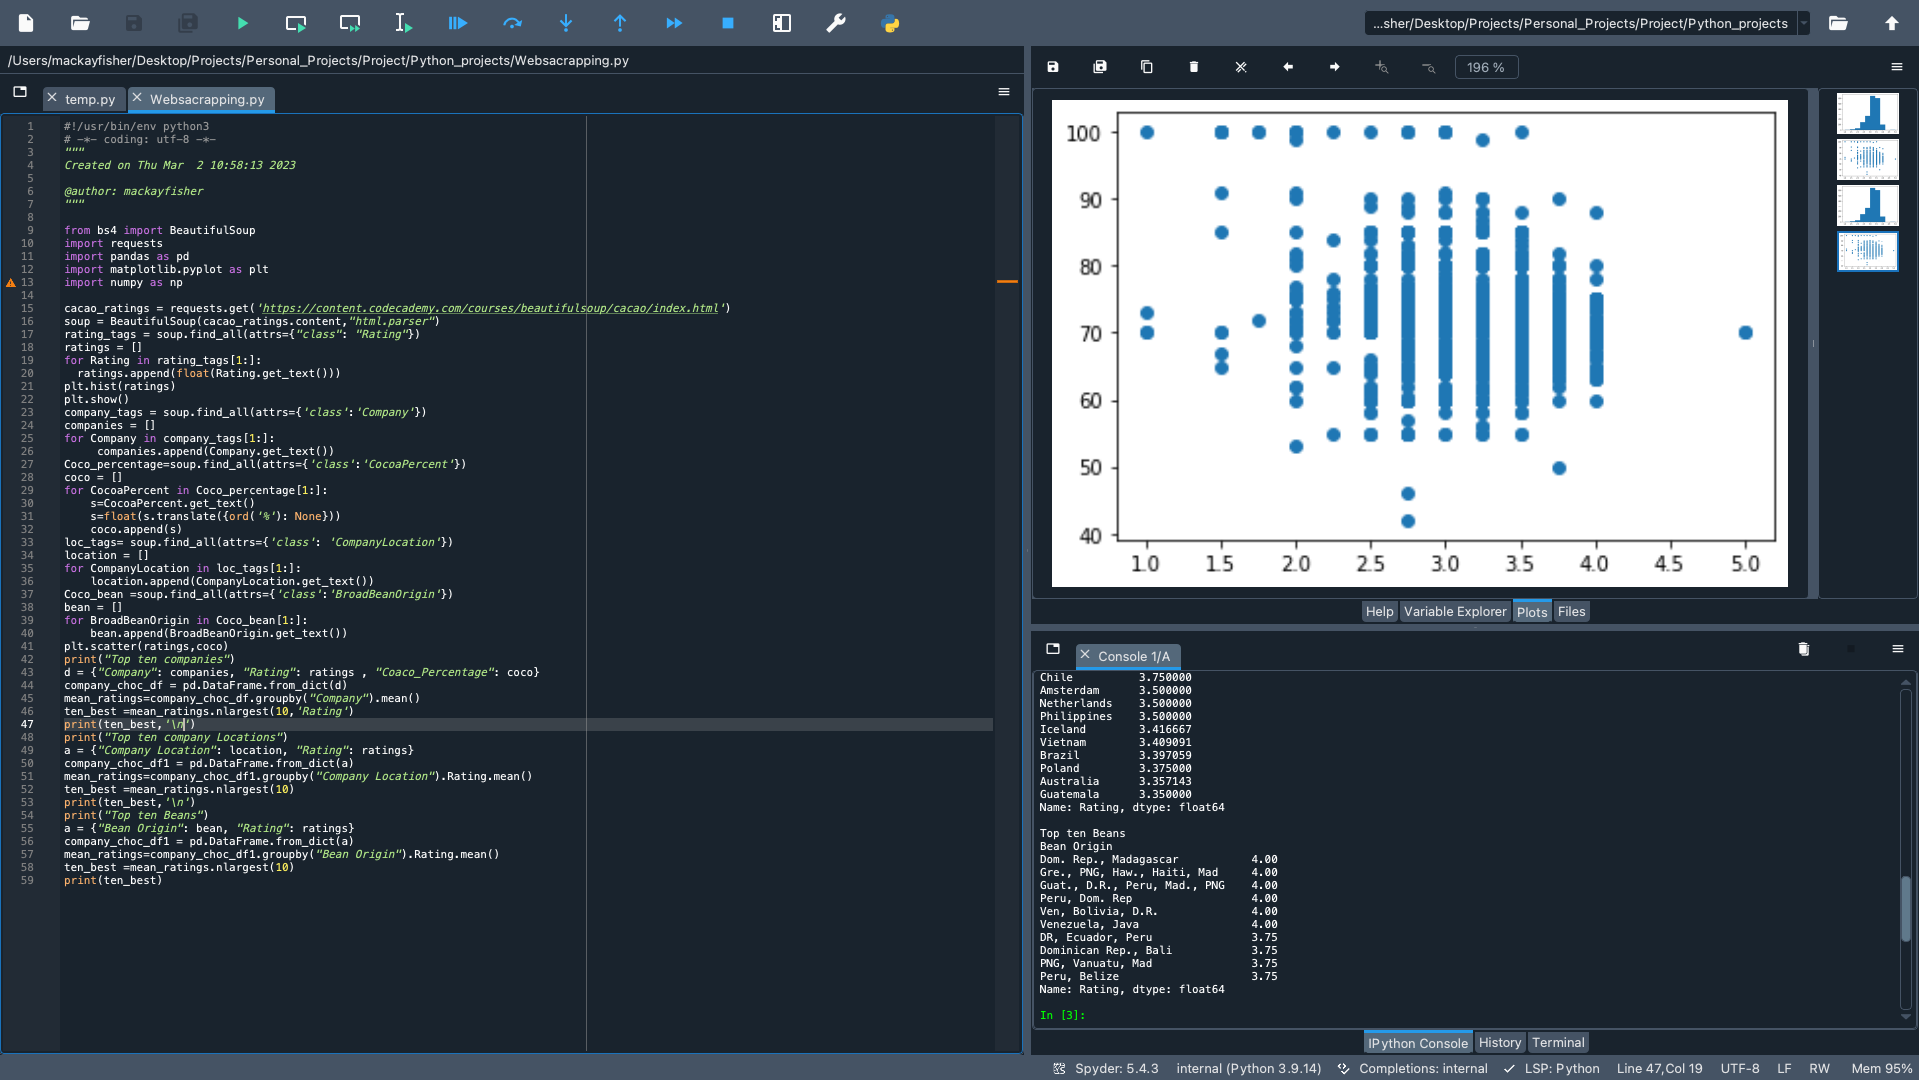 ...sher/Desktop/Projects/Personal_Projects/Project/Python_projects
/Users/mackayfisher/Desktop/Projects/Personal_Projects/Project/Python_projects/Websacrapping.py
temp.py
Websacrapping.py
1 #!/usr/bin/env python3
2 # -*- coding: utf-8 -*-
3 """
4 Created on Thu Mar  2 10:58:13 2023
5
6 @author: mackayfisher
7 """
8
9 from bs4 import BeautifulSoup
10 import requests
11 import pandas as pd
12 import matplotlib.pyplot as plt
13 import numpy as np
14
15 cacao_ratings = requests.get('https://content.codecademy.com/courses/beautifulsoup/cacao/index.html')
16 soup = BeautifulSoup(cacao_ratings.content,"html.parser")
17 rating_tags = soup.find_all(attrs={"class": "Rating"})
18 ratings = []
19 for Rating in rating_tags[1:]:
20   ratings.append(float(Rating.get_text()))
21 plt.hist(ratings)
22 plt.show()
23 company_tags = soup.find_all(attrs={'class':'Company'})
24 companies = []
25 for Company in company_tags[1:]:
26      companies.append(Company.get_text())
27 Coco_percentage=soup.find_all(attrs={'class':'CocoaPercent'})
28 coco = []
29 for CocoaPercent in Coco_percentage[1:]:
30     s=CocoaPercent.get_text()
31     s=float(s.translate({ord('%'): None}))
32     coco.append(s)
33 loc_tags= soup.find_all(attrs={'class': 'CompanyLocation'})
34 location = []
35 for CompanyLocation in loc_tags[1:]:
36     location.append(CompanyLocation.get_text())
37 Coco_bean =soup.find_all(attrs={'class':'BroadBeanOrigin'})
38 bean = []
39 for BroadBeanOrigin in Coco_bean[1:]:
40     bean.append(BroadBeanOrigin.get_text())
41 plt.scatter(ratings,coco)
42 print("Top ten companies")
43 d = {"Company": companies, "Rating": ratings , "Coaco_Percentage": coco}
44 company_choc_df = pd.DataFrame.from_dict(d)
45 mean_ratings=company_choc_df.groupby("Company").mean()
46 ten_best =mean_ratings.nlargest(10,'Rating')
47 print(ten_best,'\n')
48 print("Top ten company Locations")
49 a = {"Company Location": location, "Rating": ratings}
50 company_choc_df1 = pd.DataFrame.from_dict(a)
51 mean_ratings=company_choc_df1.groupby("Company Location").Rating.mean()
52 ten_best =mean_ratings.nlargest(10)
53 print(ten_best,'\n')
54 print("Top ten Beans")
55 a = {"Bean Origin": bean, "Rating": ratings}
56 company_choc_df1 = pd.DataFrame.from_dict(a)
57 mean_ratings=company_choc_df1.groupby("Bean Origin").Rating.mean()
58 ten_best =mean_ratings.nlargest(10)
59 print(ten_best)
196 %
100
90
80
70
60
50
40
1.0 1.5 2.0 2.5 3.0 3.5 4.0 4.5 5.0
Help Variable Explorer Plots Files
Console 1/A
Chile 3.750000
Amsterdam 3.500000
Netherlands 3.500000
Philippines 3.500000
Iceland 3.416667
Vietnam 3.409091
Brazil 3.397059
Poland 3.375000
Australia 3.357143
Guatemala 3.350000
Name: Rating, dtype: float64
Top ten Beans
Bean Origin
Dom. Rep., Madagascar 4.00
Gre., PNG, Haw., Haiti, Mad 4.00
Guat., D.R., Peru, Mad., PNG 4.00
Peru, Dom. Rep 4.00
Ven, Bolivia, D.R. 4.00
Venezuela, Java 4.00
DR, Ecuador, Peru 3.75
Dominican Rep., Bali 3.75
PNG, Vanuatu, Mad 3.75
Peru, Belize 3.75
Name: Rating, dtype: float64
In [3]:
IPython Console History Terminal
Spyder: 5.4.3 internal (Python 3.9.14) Completions: internal LSP: Python Line 47,Col 19 UTF-8 LF RW Mem 95%